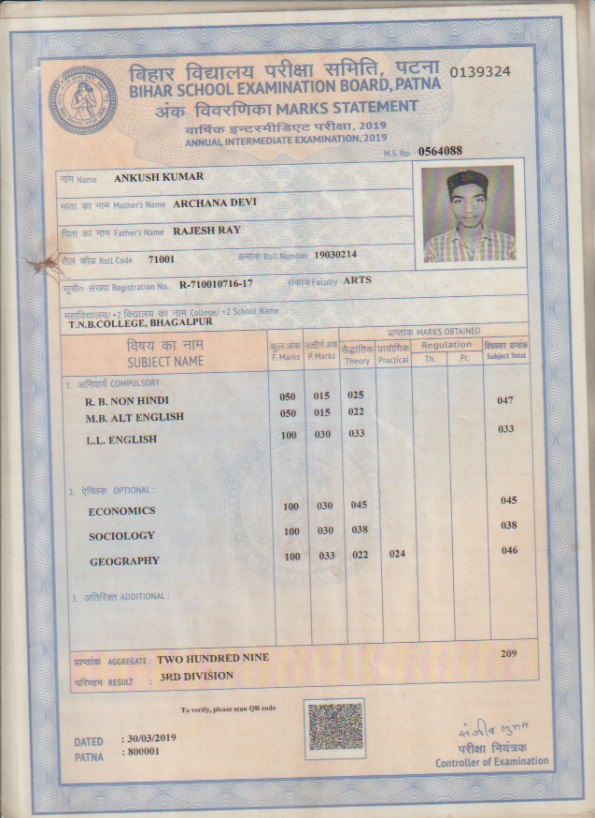 बिहार विद्यालय परीक्षा समिति, पटना 0139324
BIHAR SCHOOL EXAMINATION BOARD, PATNA
अंक विवरणिका MARKS STATEMENT
वार्षिक इन्टरमीडिएट परीक्षा, 2019
ANNUAL INTERMEDIATE EXAMINATION, 2019
M.S. No. 0564088
नाम Name ANKUSH KUMAR
माता का नाम Mother's Name ARCHANA DEVI
पिता का नाम Father's Name RAJESH RAY
रौल कोड Roll Code 71001 क्रमांक Roll Number 19030214
सूची० संख्या Registration No. R-710010716-17 संकाय Faculty ARTS
महाविद्यालय/ +2 विद्यालय का नाम College/ +2 School Name
T.N.B.COLLEGE, BHAGALPUR
विषय का नाम SUBJECT NAME कुल अंक F. Marks उत्तीर्ण अंक P. Marks प्राप्तांक MARKS OBTAINED
सैद्धांतिक Theory प्रायोगिक Practical Regulation Th. Pr. विषयवार प्राप्तांक Subject Total
1. अनिवार्य COMPULSORY :
R. B. NON HINDI 050 015 025 047
M.B. ALT ENGLISH 050 015 022
L.L. ENGLISH 100 030 033 033
2. ऐच्छिक OPTIONAL :
ECONOMICS 100 030 045 045
SOCIOLOGY 100 030 038 038
GEOGRAPHY 100 033 022 024 046
3. अतिरिक्त ADDITIONAL :
प्राप्तांक AGGREGATE : TWO HUNDRED NINE 209
परिणाम RESULT : 3RD DIVISION
To verify, please scan QR code
DATED : 30/03/2019
PATNA : 800001
परीक्षा नियंत्रक
Controller of Examination